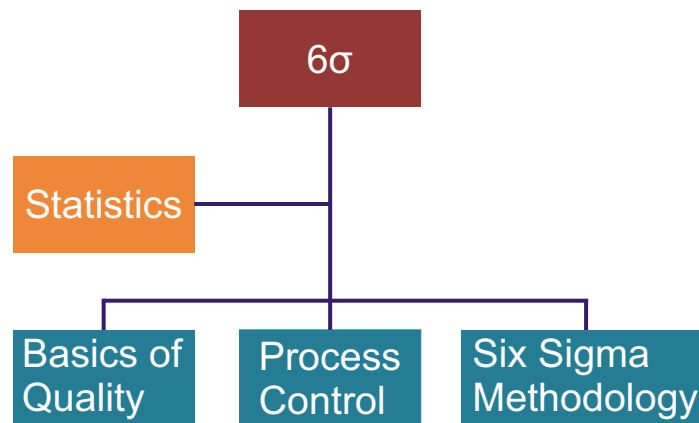 6σ
Statistics
Basics of
Quality
Process
Control
Six Sigma
Methodology